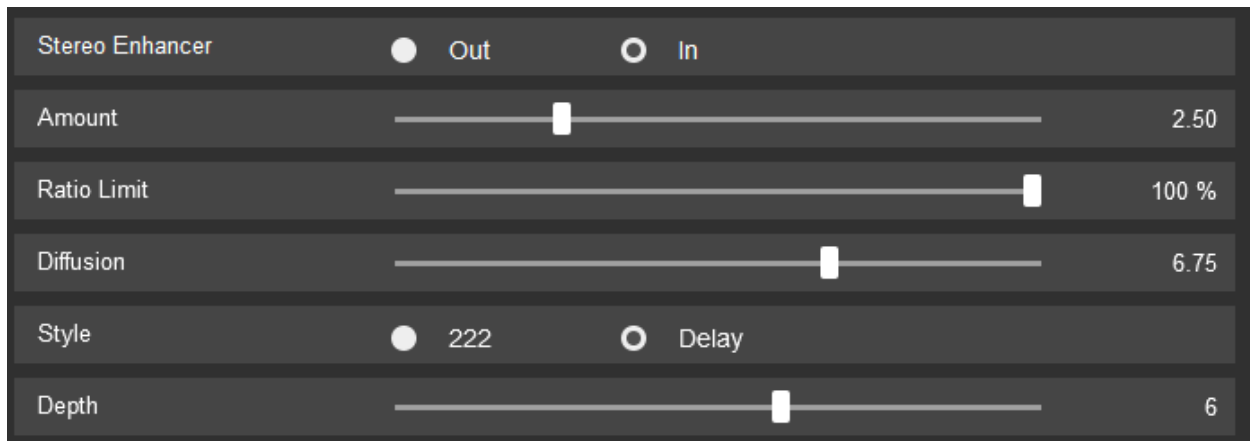 Stereo Enhancer Out In
Amount 2.50
Ratio Limit 100 %
Diffusion 6.75
Style 222 Delay
Depth 6